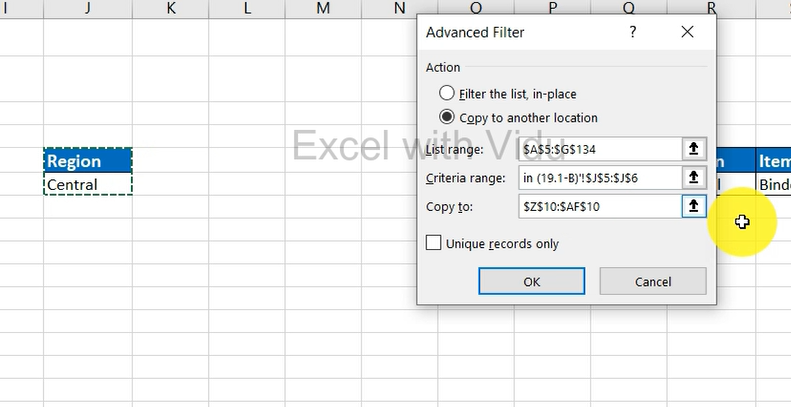 I J K L M N O P Q R
Advanced Filter ? ×
Action
Filter the list, in-place
Copy to another location
Excel with Vidu
List range: $A$5:$G$134
Criteria range: in (19.1-B)'!$J$5:$J$6
Copy to: $Z$10:$AF$10
Unique records only
OK Cancel
Region
Central